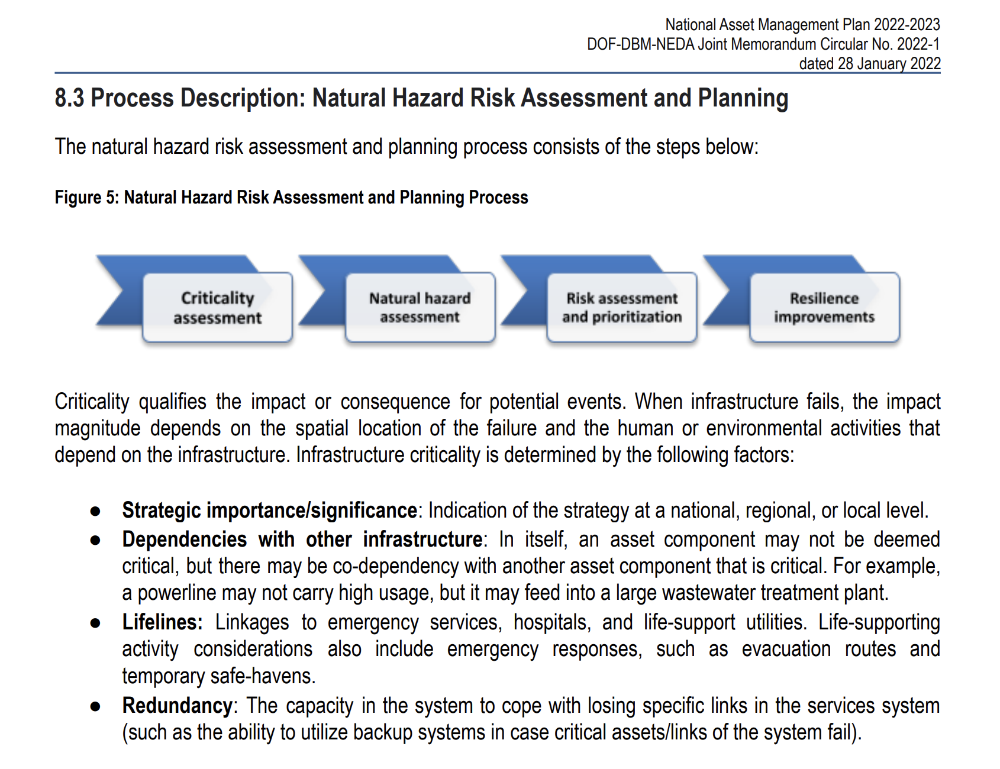 National Asset Management Plan 2022-2023
DOF-DBM-NEDA Joint Memorandum Circular No. 2022-1
dated 28 January 2022
8.3 Process Description: Natural Hazard Risk Assessment and Planning
The natural hazard risk assessment and planning process consists of the steps below:
Figure 5: Natural Hazard Risk Assessment and Planning Process
Criticality
assessment
Natural hazard
assessment
Risk assessment
and prioritization
Resilience
improvements
Criticality qualifies the impact or consequence for potential events. When infrastructure fails, the impact
magnitude depends on the spatial location of the failure and the human or environmental activities that
depend on the infrastructure. Infrastructure criticality is determined by the following factors:
● Strategic importance/significance: Indication of the strategy at a national, regional, or local level.
● Dependencies with other infrastructure: In itself, an asset component may not be deemed
critical, but there may be co-dependency with another asset component that is critical. For example,
a powerline may not carry high usage, but it may feed into a large wastewater treatment plant.
● Lifelines: Linkages to emergency services, hospitals, and life-support utilities. Life-supporting
activity considerations also include emergency responses, such as evacuation routes and
temporary safe-havens.
● Redundancy: The capacity in the system to cope with losing specific links in the services system
(such as the ability to utilize backup systems in case critical assets/links of the system fail).